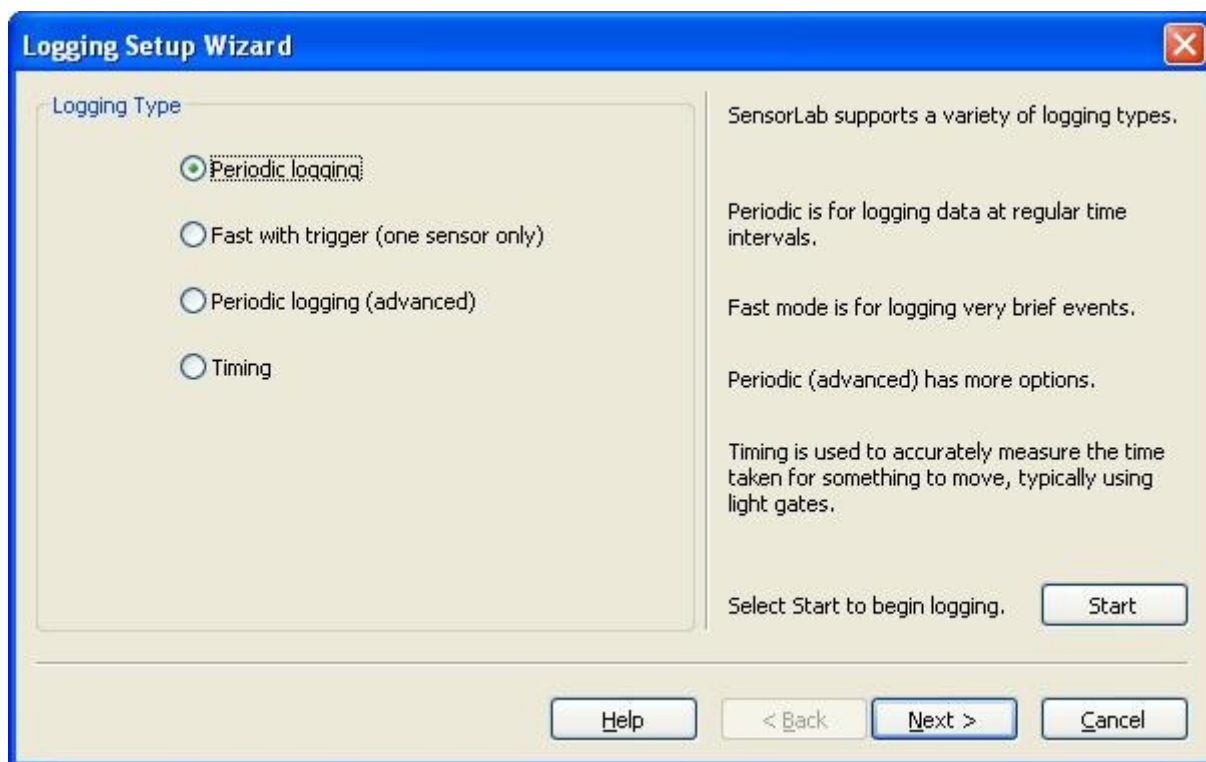 Logging Setup Wizard
Logging Type
Periodic logging
Fast with trigger (one sensor only)
Periodic logging (advanced)
Timing
SensorLab supports a variety of logging types.
Periodic is for logging data at regular time
intervals.
Fast mode is for logging very brief events.
Periodic (advanced) has more options.
Timing is used to accurately measure the time
taken for something to move, typically using
light gates.
Select Start to begin logging.
Start
Help
< Back
Next >
Cancel